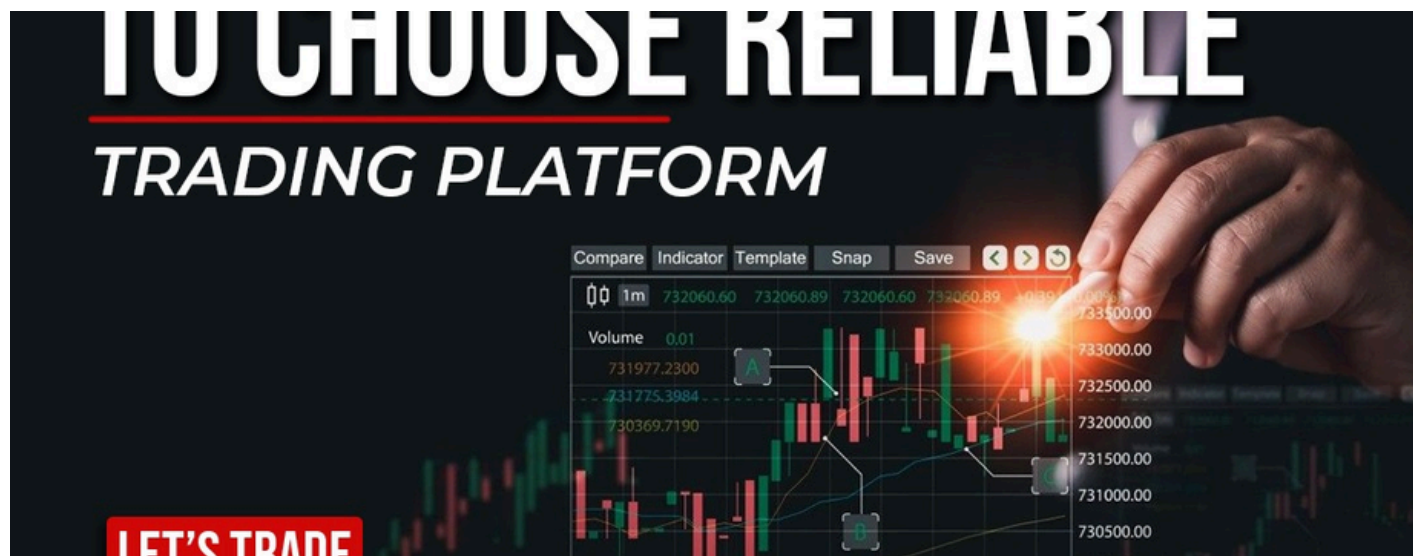 TO CHOOSE RELIABLE
TRADING PLATFORM
Compare Indicator Template Snap Save
1m 732060.60 732060.89 732060.60 732060.89
733500.00
Volume 0.01
733000.00
731977.2300
A
732500.00
731775.3984
732000.00
730369.7190
731500.00
C
731000.00
B
730500.00
LET'S TRADE